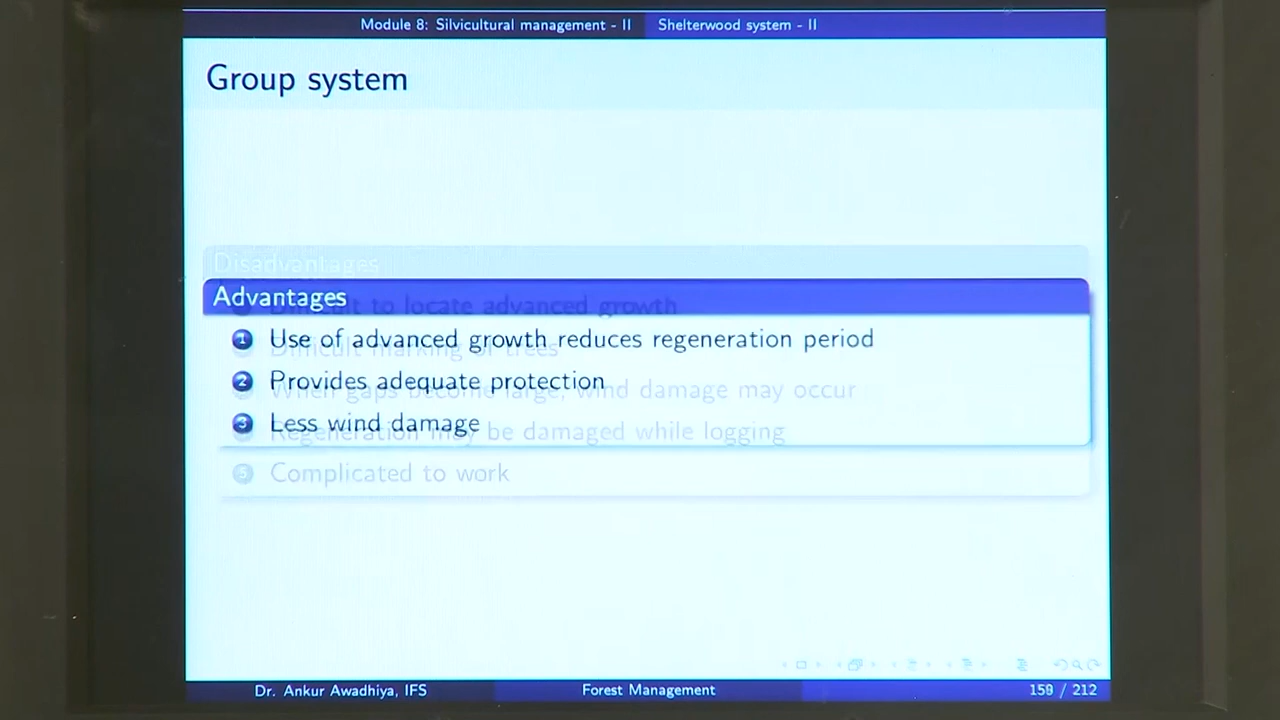 Module 8: Silvicultural management - II Shelterwood system - II
Group system
Disadvantages
Advantages
Difficult to locate advanced growth
1 Use of advanced growth reduces regeneration period
Difficult marking of trees
2 Provides adequate protection
When gaps become large, wind damage may occur
3 Less wind damage
Regeneration may be damaged while logging
5 Complicated to work
Dr. Ankur Awadhiya, IFS Forest Management 159 / 212